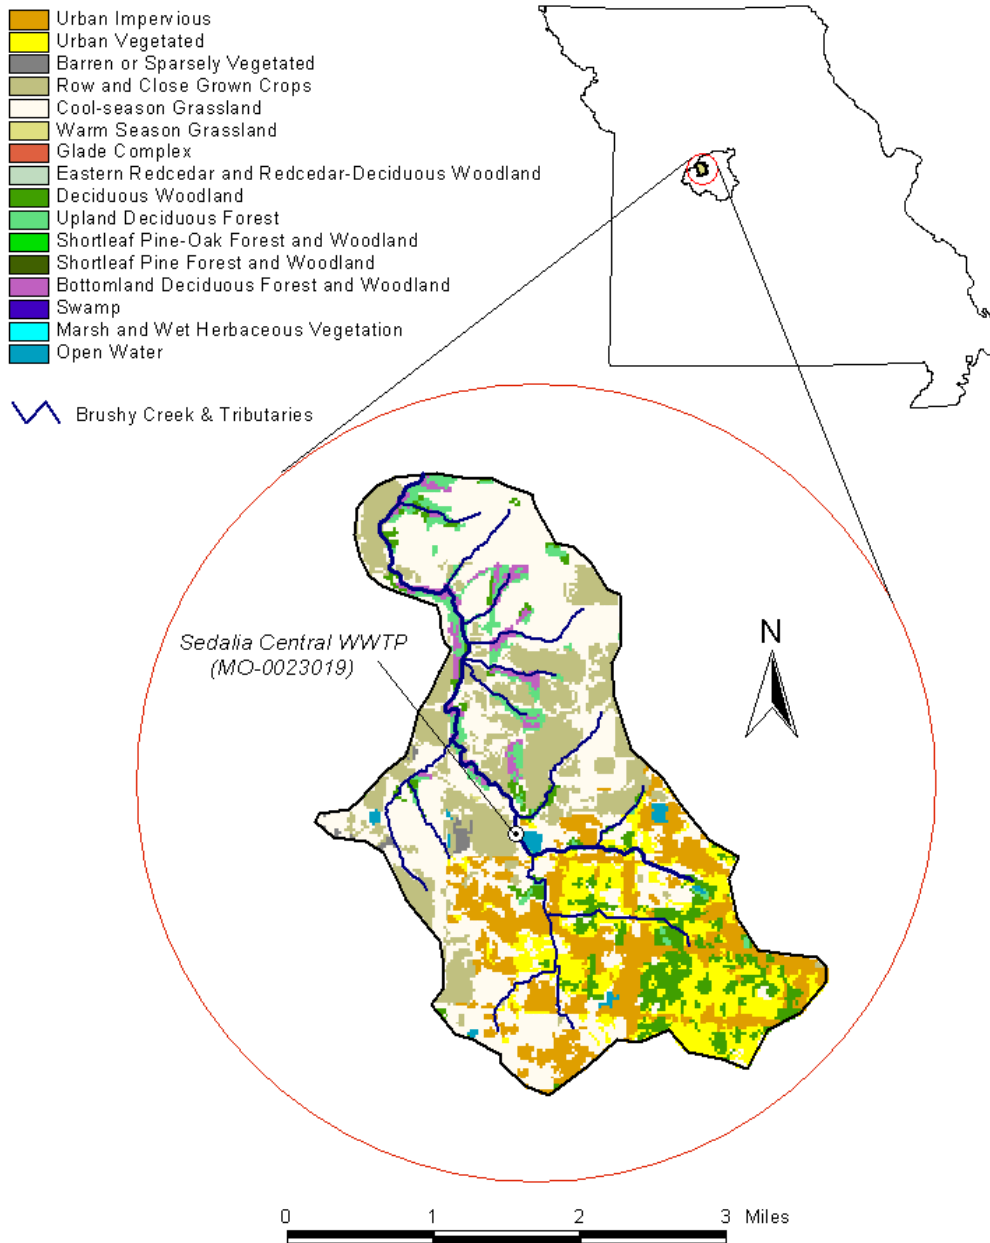 Urban Impervious
Urban Vegetated
Barren or Sparsely Vegetated
Row and Close Grown Crops
Cool-season Grassland
Warm Season Grassland
Glade Complex
Eastern Redcedar and Redcedar-Deciduous Woodland
Deciduous Woodland
Upland Deciduous Forest
Shortleaf Pine-Oak Forest and Woodland
Shortleaf Pine Forest and Woodland
Bottomland Deciduous Forest and Woodland
Swamp
Marsh and Wet Herbaceous Vegetation
Open Water
Brushy Creek & Tributaries
Sedalia Central WWTP
(MO-0023019)
N
0 1 2 3 Miles